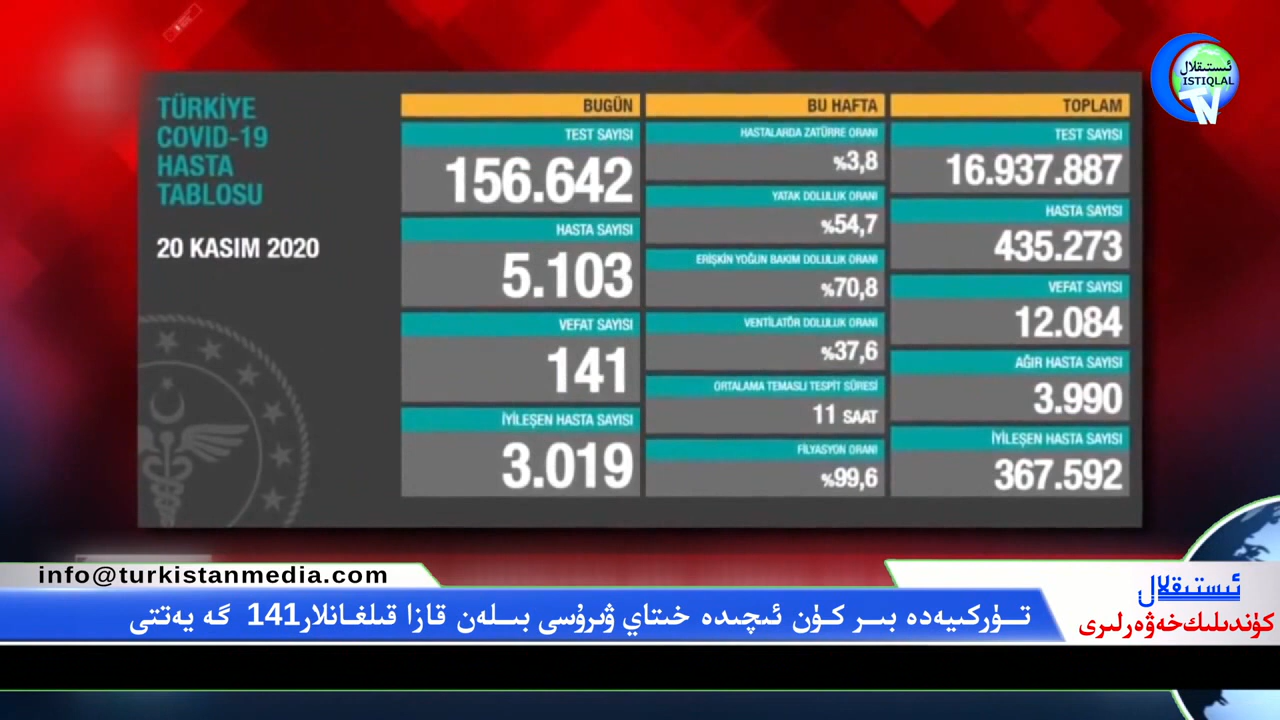 ئىستىقلال
ISTIQLAL
TV
TÜRKİYE
COVID-19
HASTA
TABLOSU
20 KASIM 2020
BUGÜN
TEST SAYISI
156.642
HASTA SAYISI
5.103
VEFAT SAYISI
141
İYİLEŞEN HASTA SAYISI
3.019
BU HAFTA
HASTALARDA ZATÜRRE ORANI
%3,8
YATAK DOLULUK ORANI
%54,7
ERİŞKİN YOĞUN BAKIM DOLULUK ORANI
%70,8
VENTİLATÖR DOLULUK ORANI
%37,6
ORTALAMA TEMASLI TESPİT SÜRESİ
11 SAAT
FİLYASYON ORANI
%99,6
TOPLAM
TEST SAYISI
16.937.887
HASTA SAYISI
435.273
VEFAT SAYISI
12.084
AĞIR HASTA SAYISI
3.990
İYİLEŞEN HASTA SAYISI
367.592
info@turkistanmedia.com
تۈركىيەدە بىر كۈن ئىچىدە خىتاي ۋىرۇسى بىلەن قازا قىلغانلار141 گە يەتتى
ئىستىقلال
كۈندىلىك خەۋەرلىرى